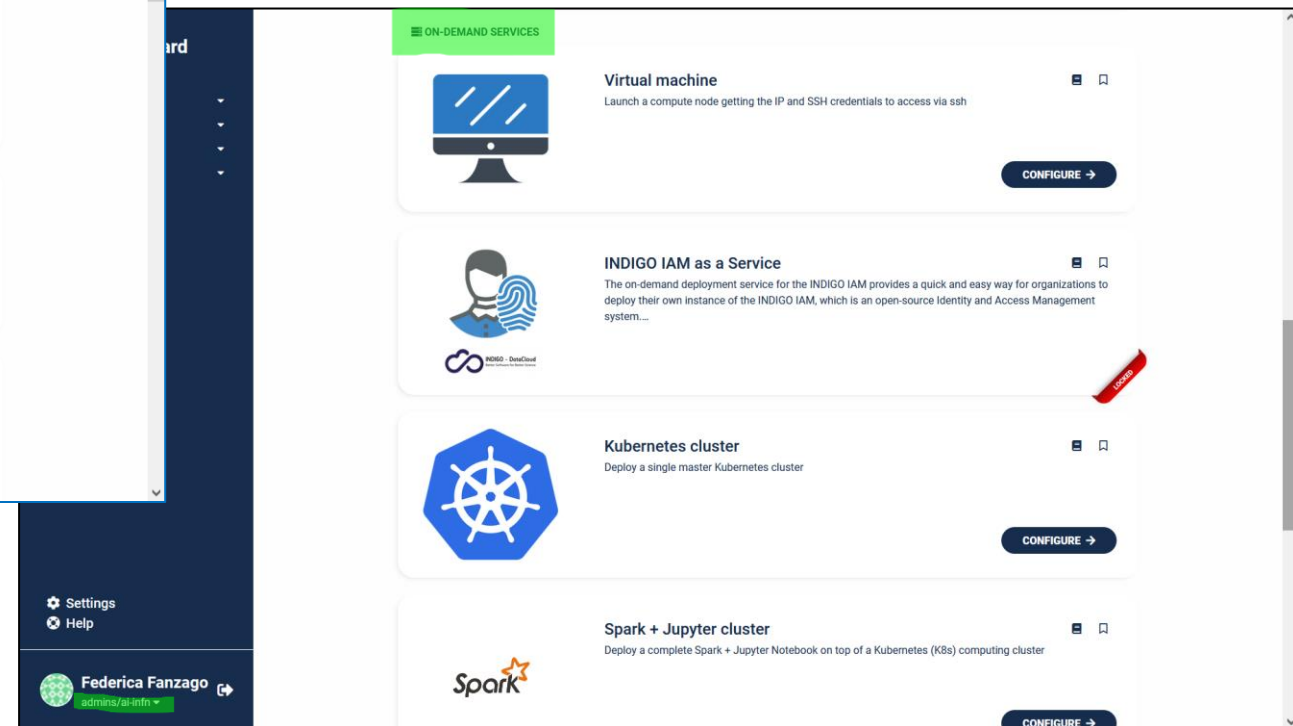 ard
ON-DEMAND SERVICES
Virtual machine
Launch a compute node getting the IP and SSH credentials to access via ssh
CONFIGURE →
INDIGO IAM as a Service
The on-demand deployment service for the INDIGO IAM provides a quick and easy way for organizations to
deploy their own instance of the INDIGO IAM, which is an open-source Identity and Access Management
system....
INDIGO - DataCloud
LOCKED
Kubernetes cluster
Deploy a single master Kubernetes cluster
CONFIGURE →
Spark + Jupyter cluster
Deploy a complete Spark + Jupyter Notebook on top of a Kubernetes (K8s) computing cluster
Spark
CONFIGURE →
Settings
Help
Federica Fanzago
admins/ai-infn